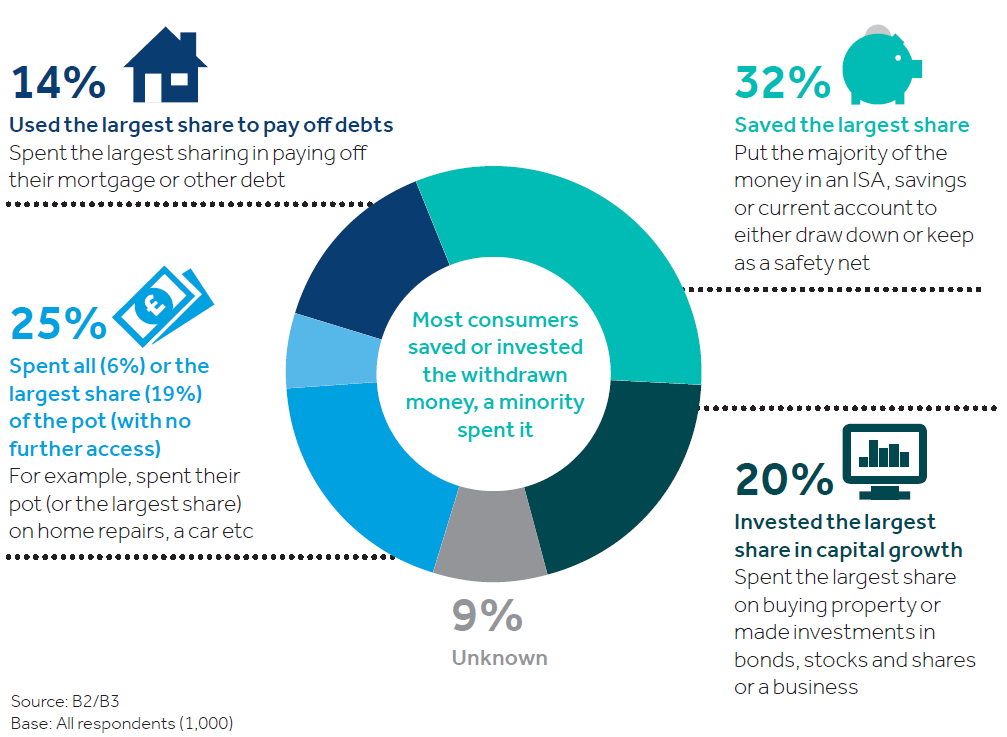 14%
Used the largest share to pay off debts
Spent the largest sharing in paying off
their mortgage or other debt
32%
Saved the largest share
Put the majority of the
money in an ISA, savings
or current account to
either draw down or keep
as a safety net
25%
£
Spent all (6%) or the
largest share (19%)
of the pot (with no
further access)
For example, spent their
pot (or the largest share)
on home repairs, a car etc
Most consumers
saved or invested
the withdrawn
money, a minority
spent it
20%
Invested the largest
share in capital growth
Spent the largest share
on buying property or
made investments in
bonds, stocks and shares
or a business
9%
Unknown
Source: B2/B3
Base: All respondents (1,000)